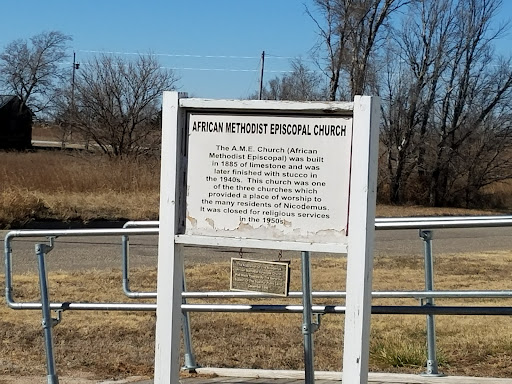 AFRICAN METHODIST EPISCOPAL CHURCH
The A.M.E. Church (African
Methodist Episcopal) was built
in 1885 of limestone and was
later finished with stucco in
the 1940s. This church was one
of the three churches which
provided a place of worship to
the many residents of Nicodemus.
It was closed for religious services
in the 1950s.